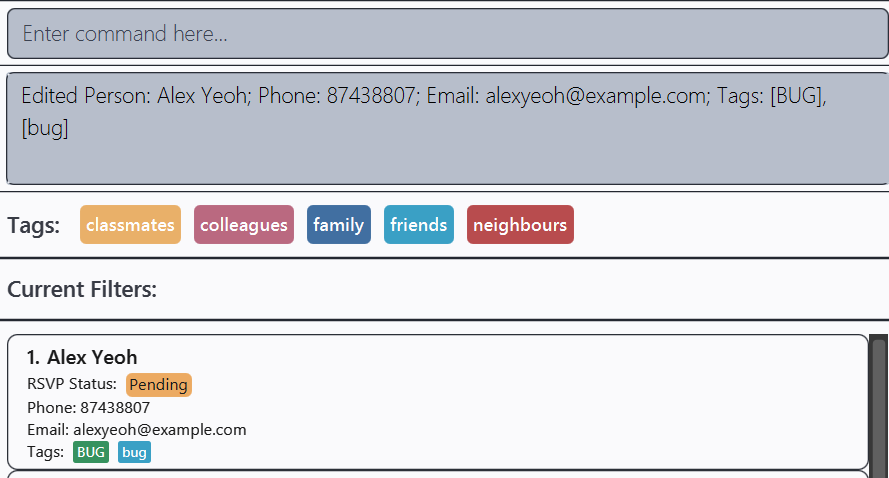 Enter command here...
Edited Person: Alex Yeoh; Phone: 87438807; Email: alexyeoh@example.com; Tags: [BUG],
[bug]
Tags: classmates colleagues family friends neighbours
Current Filters:
1. Alex Yeoh
RSVP Status: Pending
Phone: 87438807
Email: alexyeoh@example.com
Tags: BUG bug